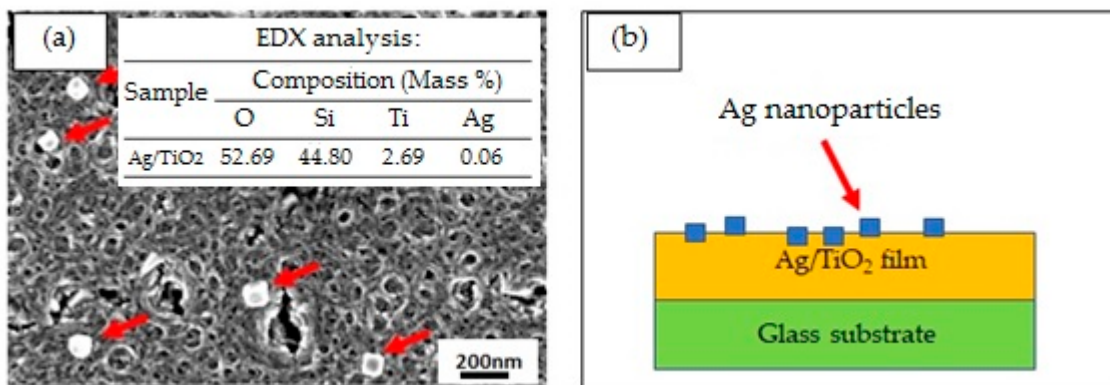 (a)
EDX analysis:
Sample
Composition (Mass %)
O Si Ti Ag
Ag/TiO2 52.69 44.80 2.69 0.06
200nm
(b)
Ag nanoparticles
Ag/TiO₂ film
Glass substrate